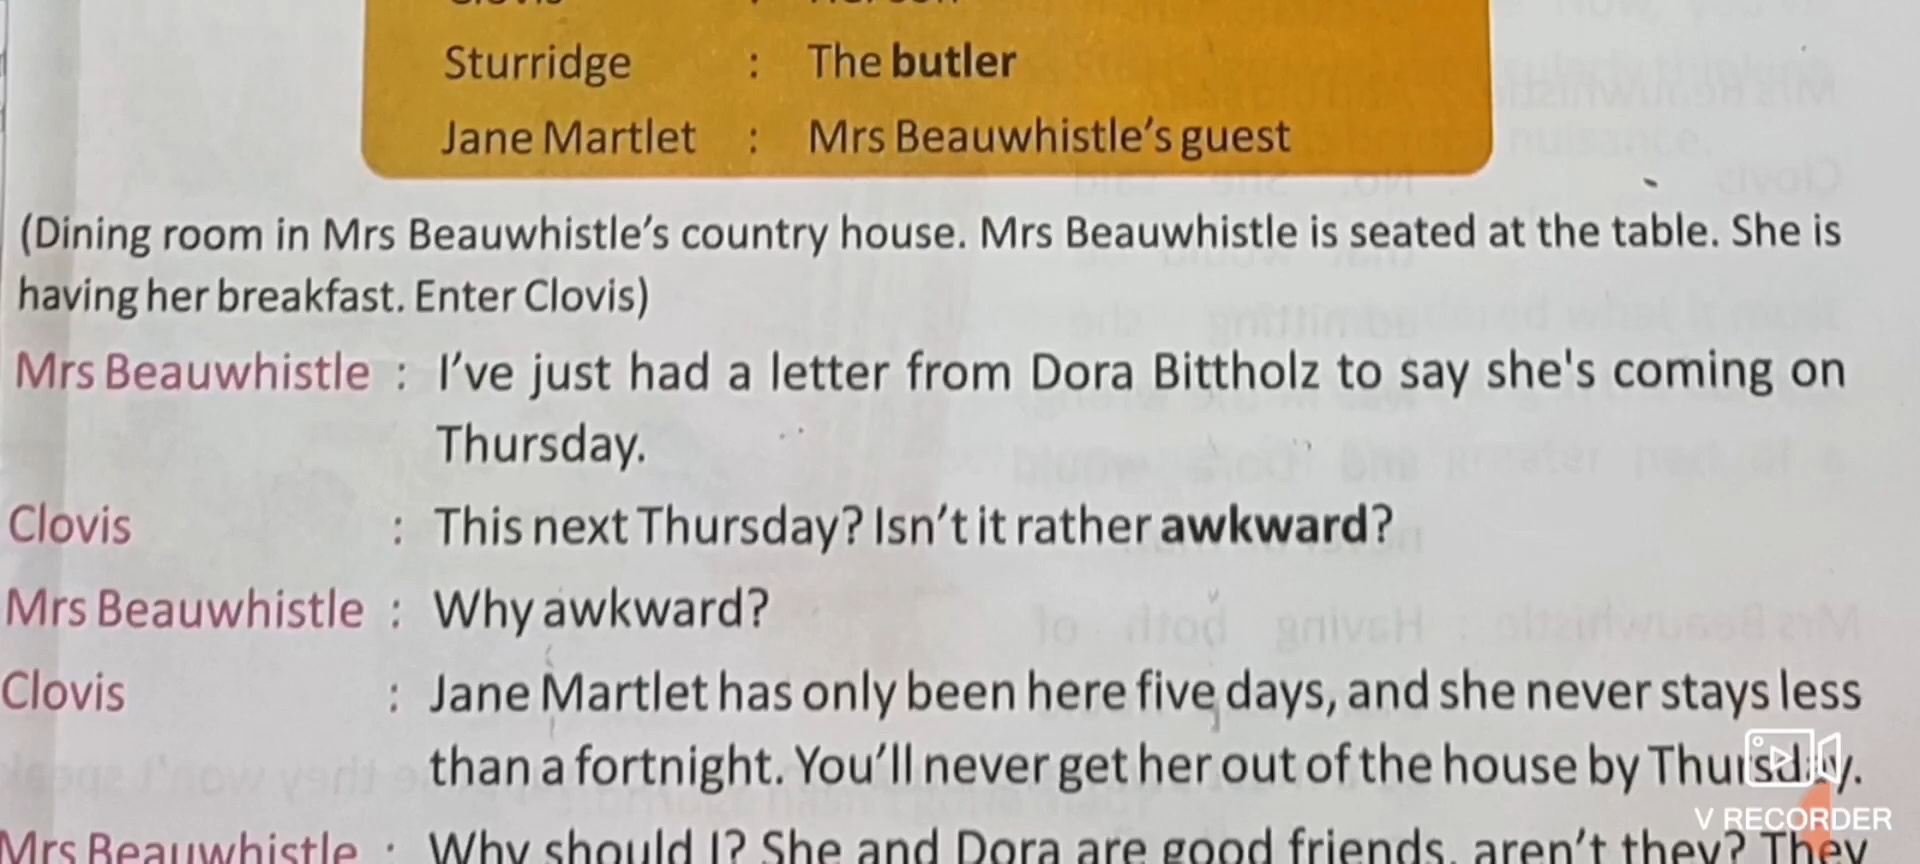 Sturridge : The butler
Jane Martlet : Mrs Beauwhistle's guest
(Dining room in Mrs Beauwhistle's country house. Mrs Beauwhistle is seated at the table. She is
having her breakfast. Enter Clovis)
Mrs Beauwhistle : I've just had a letter from Dora Bittholz to say she's coming on
Thursday.
Clovis : This next Thursday? Isn't it rather awkward?
Mrs Beauwhistle : Why awkward?
Clovis : Jane Martlet has only been here five days, and she never stays less
than a fortnight. You'll never get her out of the house by Thursday.
Mrs Beauwhistle : Why should I? She and Dora are good friends, aren't they? They
V RECORDER